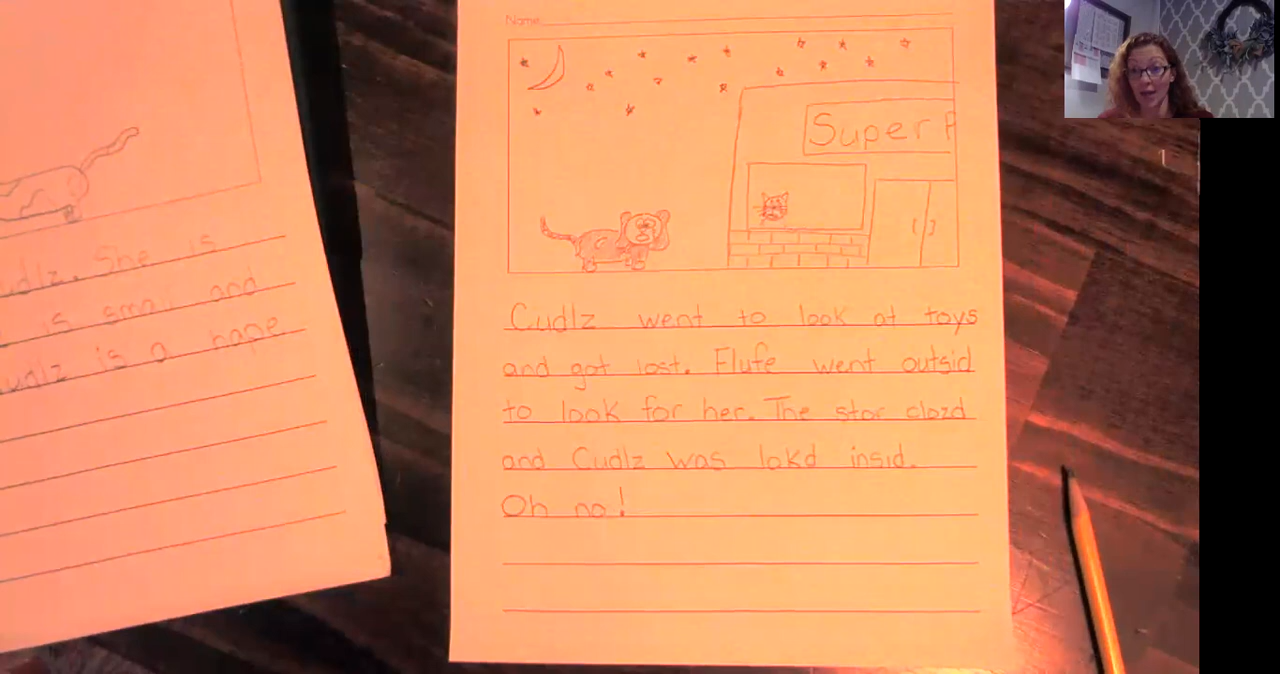 Name
Super P
Cudlz went to look at toys
and got lost. Flufe went outsid
to look for her. The stor clozd
and Cudlz was lokd insid.
Oh no!
udlz. She is
is small and
udlz is a hape